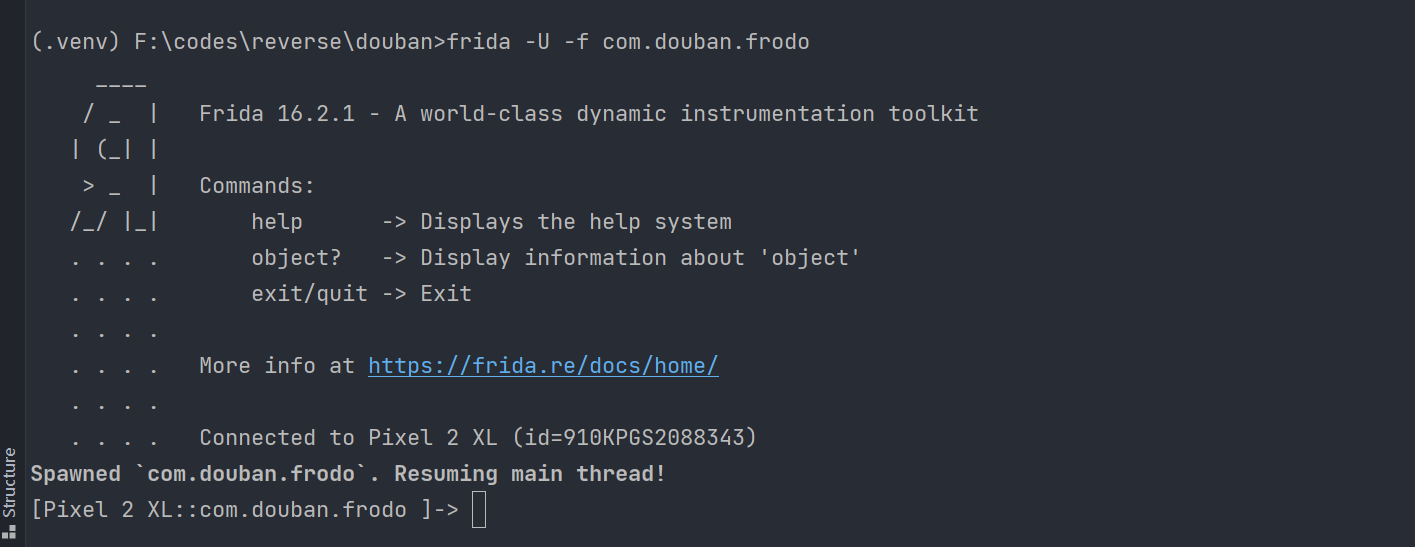 (.venv) F:\codes\reverse\douban>frida -U -f com.douban.frodo
     ____
    / _  |   Frida 16.2.1 - A world-class dynamic instrumentation toolkit
   | (_| |
    > _  |   Commands:
   /_/ |_|       help      -> Displays the help system
   . . . .       object?   -> Display information about 'object'
   . . . .       exit/quit -> Exit
   . . . .
   . . . .   More info at https://frida.re/docs/home/
   . . . .
   . . . .   Connected to Pixel 2 XL (id=910KPGS2088343)
Spawned `com.douban.frodo`. Resuming main thread!
[Pixel 2 XL::com.douban.frodo ]->
Structure